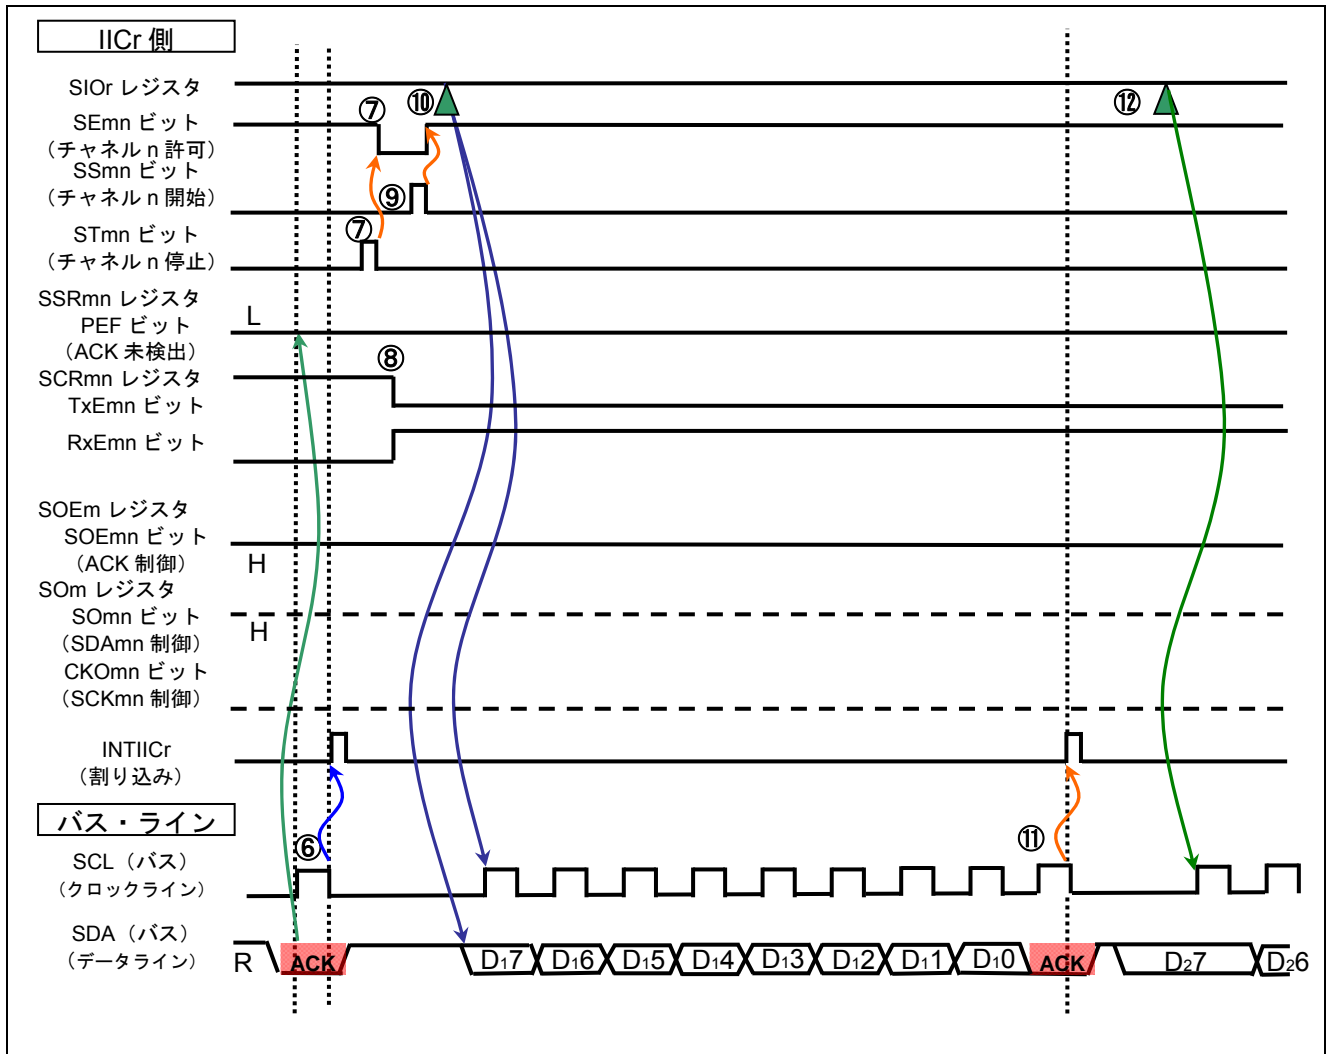 IICr 側
SIOr レジスタ
⑩
⑫
⑦
SEmn ビット
（チャネル n 許可）
SSmn ビット
（チャネル n 開始）
⑨
STmn ビット
⑦
（チャネル n 停止）
SSRmn レジスタ
L
PEF ビット
（ACK 未検出）
⑧
SCRmn レジスタ
TxEmn ビット
RxEmn ビット
SOEm レジスタ
SOEmn ビット
（ACK 制御）
H
SOm レジスタ
SOmn ビット
H
（SDAmn 制御）
CKOmn ビット
（SCKmn 制御）
INTIICr
（割り込み）
バス・ライン
⑥
⑪
SCL（バス）
（クロックライン）
SDA（バス）
（データライン）
R ACK D17 D16 D15 D14 D13 D12 D11 D10 ACK D27 D26